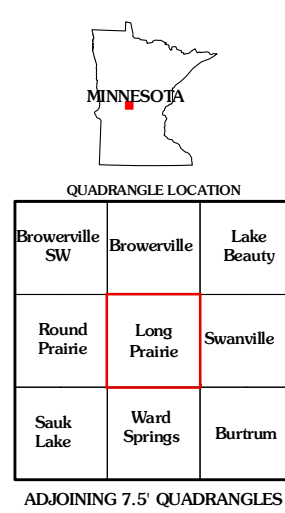 MINNESOTA
QUADRANGLE LOCATION
Browerville
SW
Browerville
Lake
Beauty
Round
Prairie
Long
Prairie
Swanville
Sauk
Lake
Ward
Springs
Burtrum
ADJOINING 7.5' QUADRANGLES